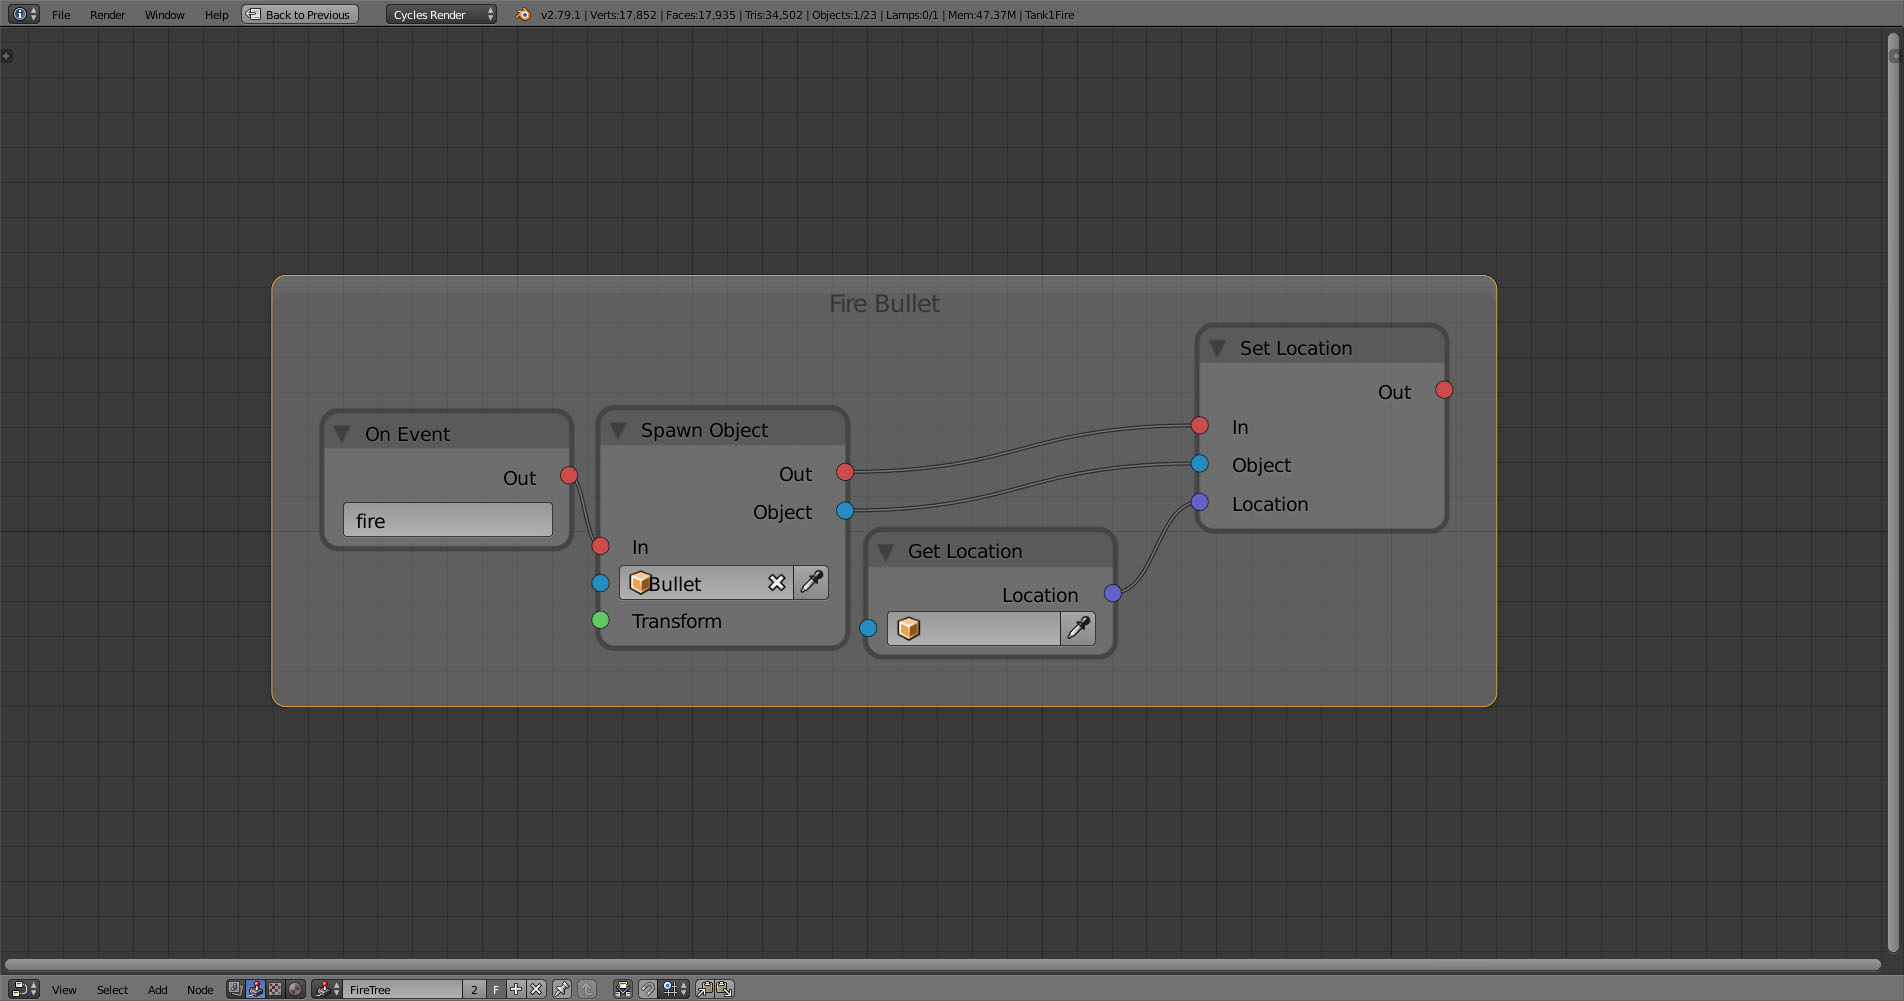 File Render Window Help Back to Previous Cycles Render v2.79.1 | Verts:17,852 | Faces:17,935 | Tris:34,502 | Objects:1/23 | Lamps:0/1 | Mem:47.37M | Tank1Fire
Fire Bullet
Set Location
Out
In
Object
Location
On Event
Out
fire
Spawn Object
Out
Object
In
Bullet
Transform
Get Location
Location
View Select Add Node FireTree 2 F